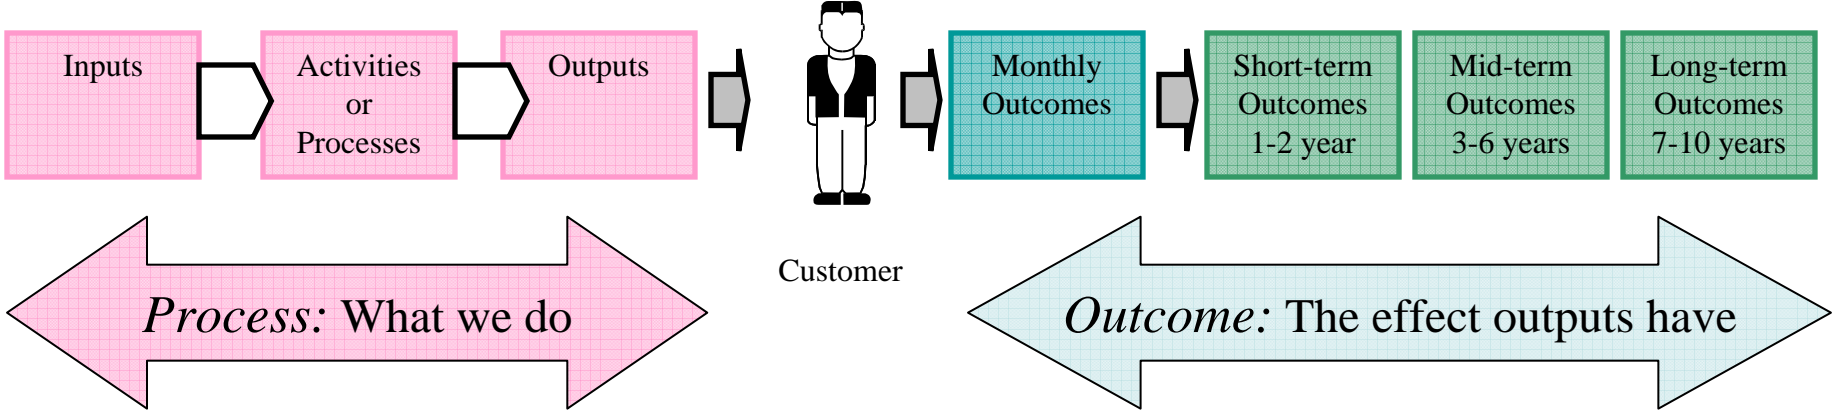 Inputs
Activities
or
Processes
Outputs
Customer
Monthly
Outcomes
Short-term
Outcomes
1-2 year
Mid-term
Outcomes
3-6 years
Long-term
Outcomes
7-10 years
Process: What we do
Outcome: The effect outputs have